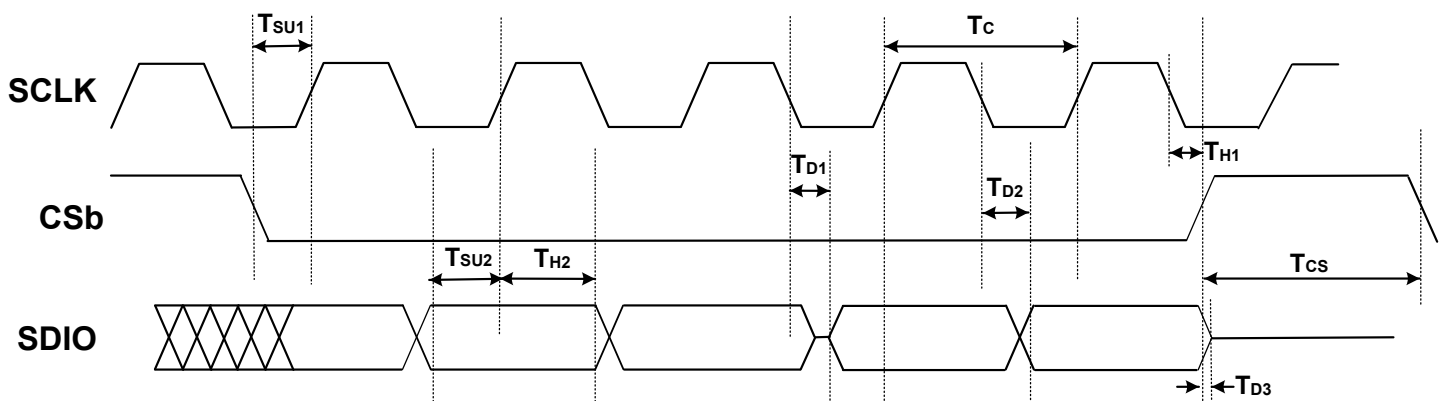 TSU1
TC
SCLK
TD1
TH1
TD2
CSb
TSU2
TH2
TCS
SDIO
TD3